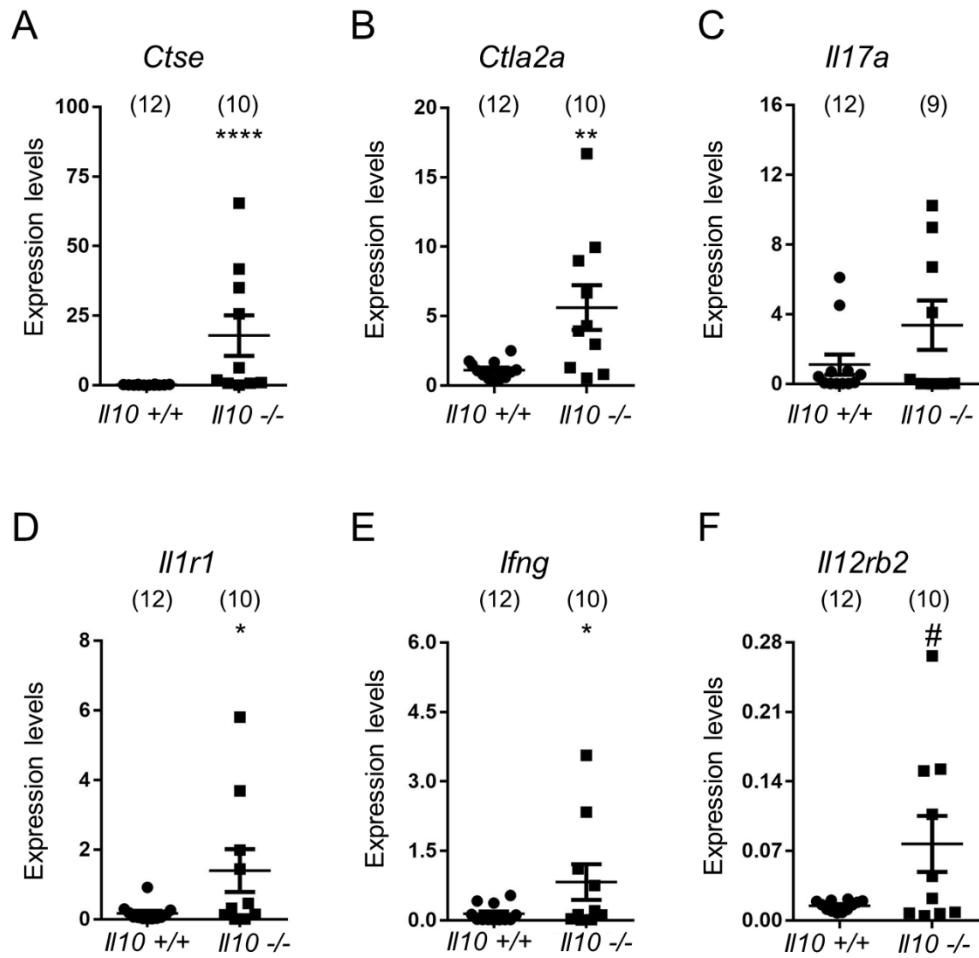 A
Ctse
(12) (10)
****
Expression levels
100
75
50
25
0
Il10 +/+ Il10 -/-
B
Ctla2a
(12) (10)
**
Expression levels
20
15
10
5
0
Il10 +/+ Il10 -/-
C
Il17a
(12) (9)
Expression levels
16
12
8
4
0
Il10 +/+ Il10 -/-
D
Il1r1
(12) (10)
*
Expression levels
8
6
4
2
0
Il10 +/+ Il10 -/-
E
Ifng
(12) (10)
*
Expression levels
6.0
4.5
3.0
1.5
0.0
Il10 +/+ Il10 -/-
F
Il12rb2
(12) (10)
#
Expression levels
0.28
0.21
0.14
0.07
0.00
Il10 +/+ Il10 -/-